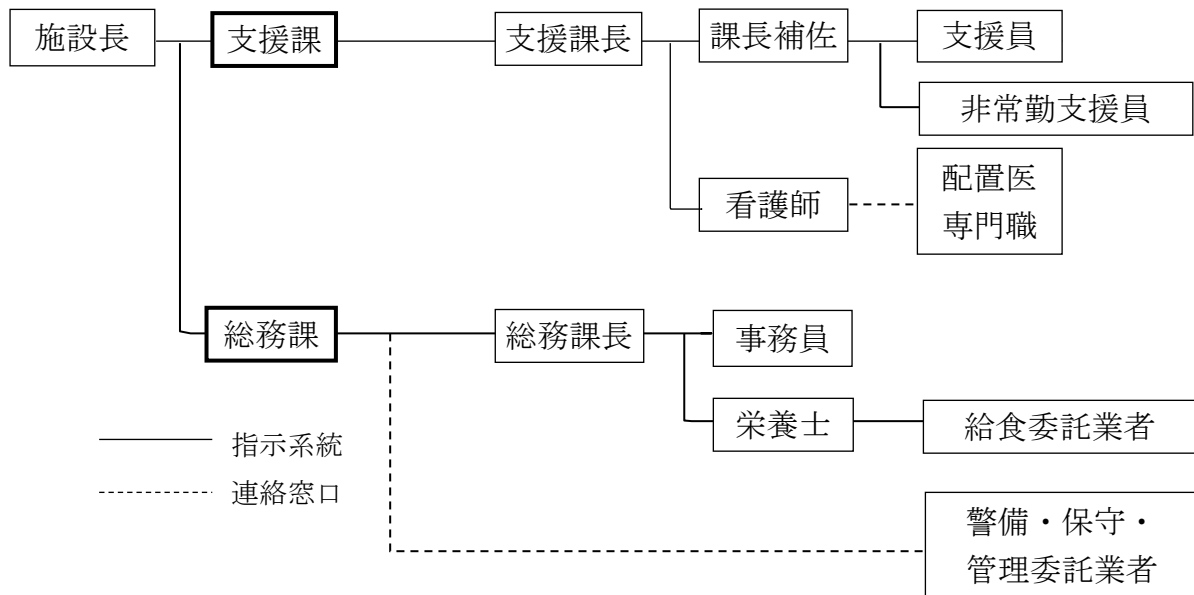 施設長
支援課
支援課長
課長補佐
支援員
非常勤支援員
看護師
配置医
専門職
総務課
総務課長
事務員
栄養士
給食委託業者
指示系統
連絡窓口
警備・保守・
管理委託業者